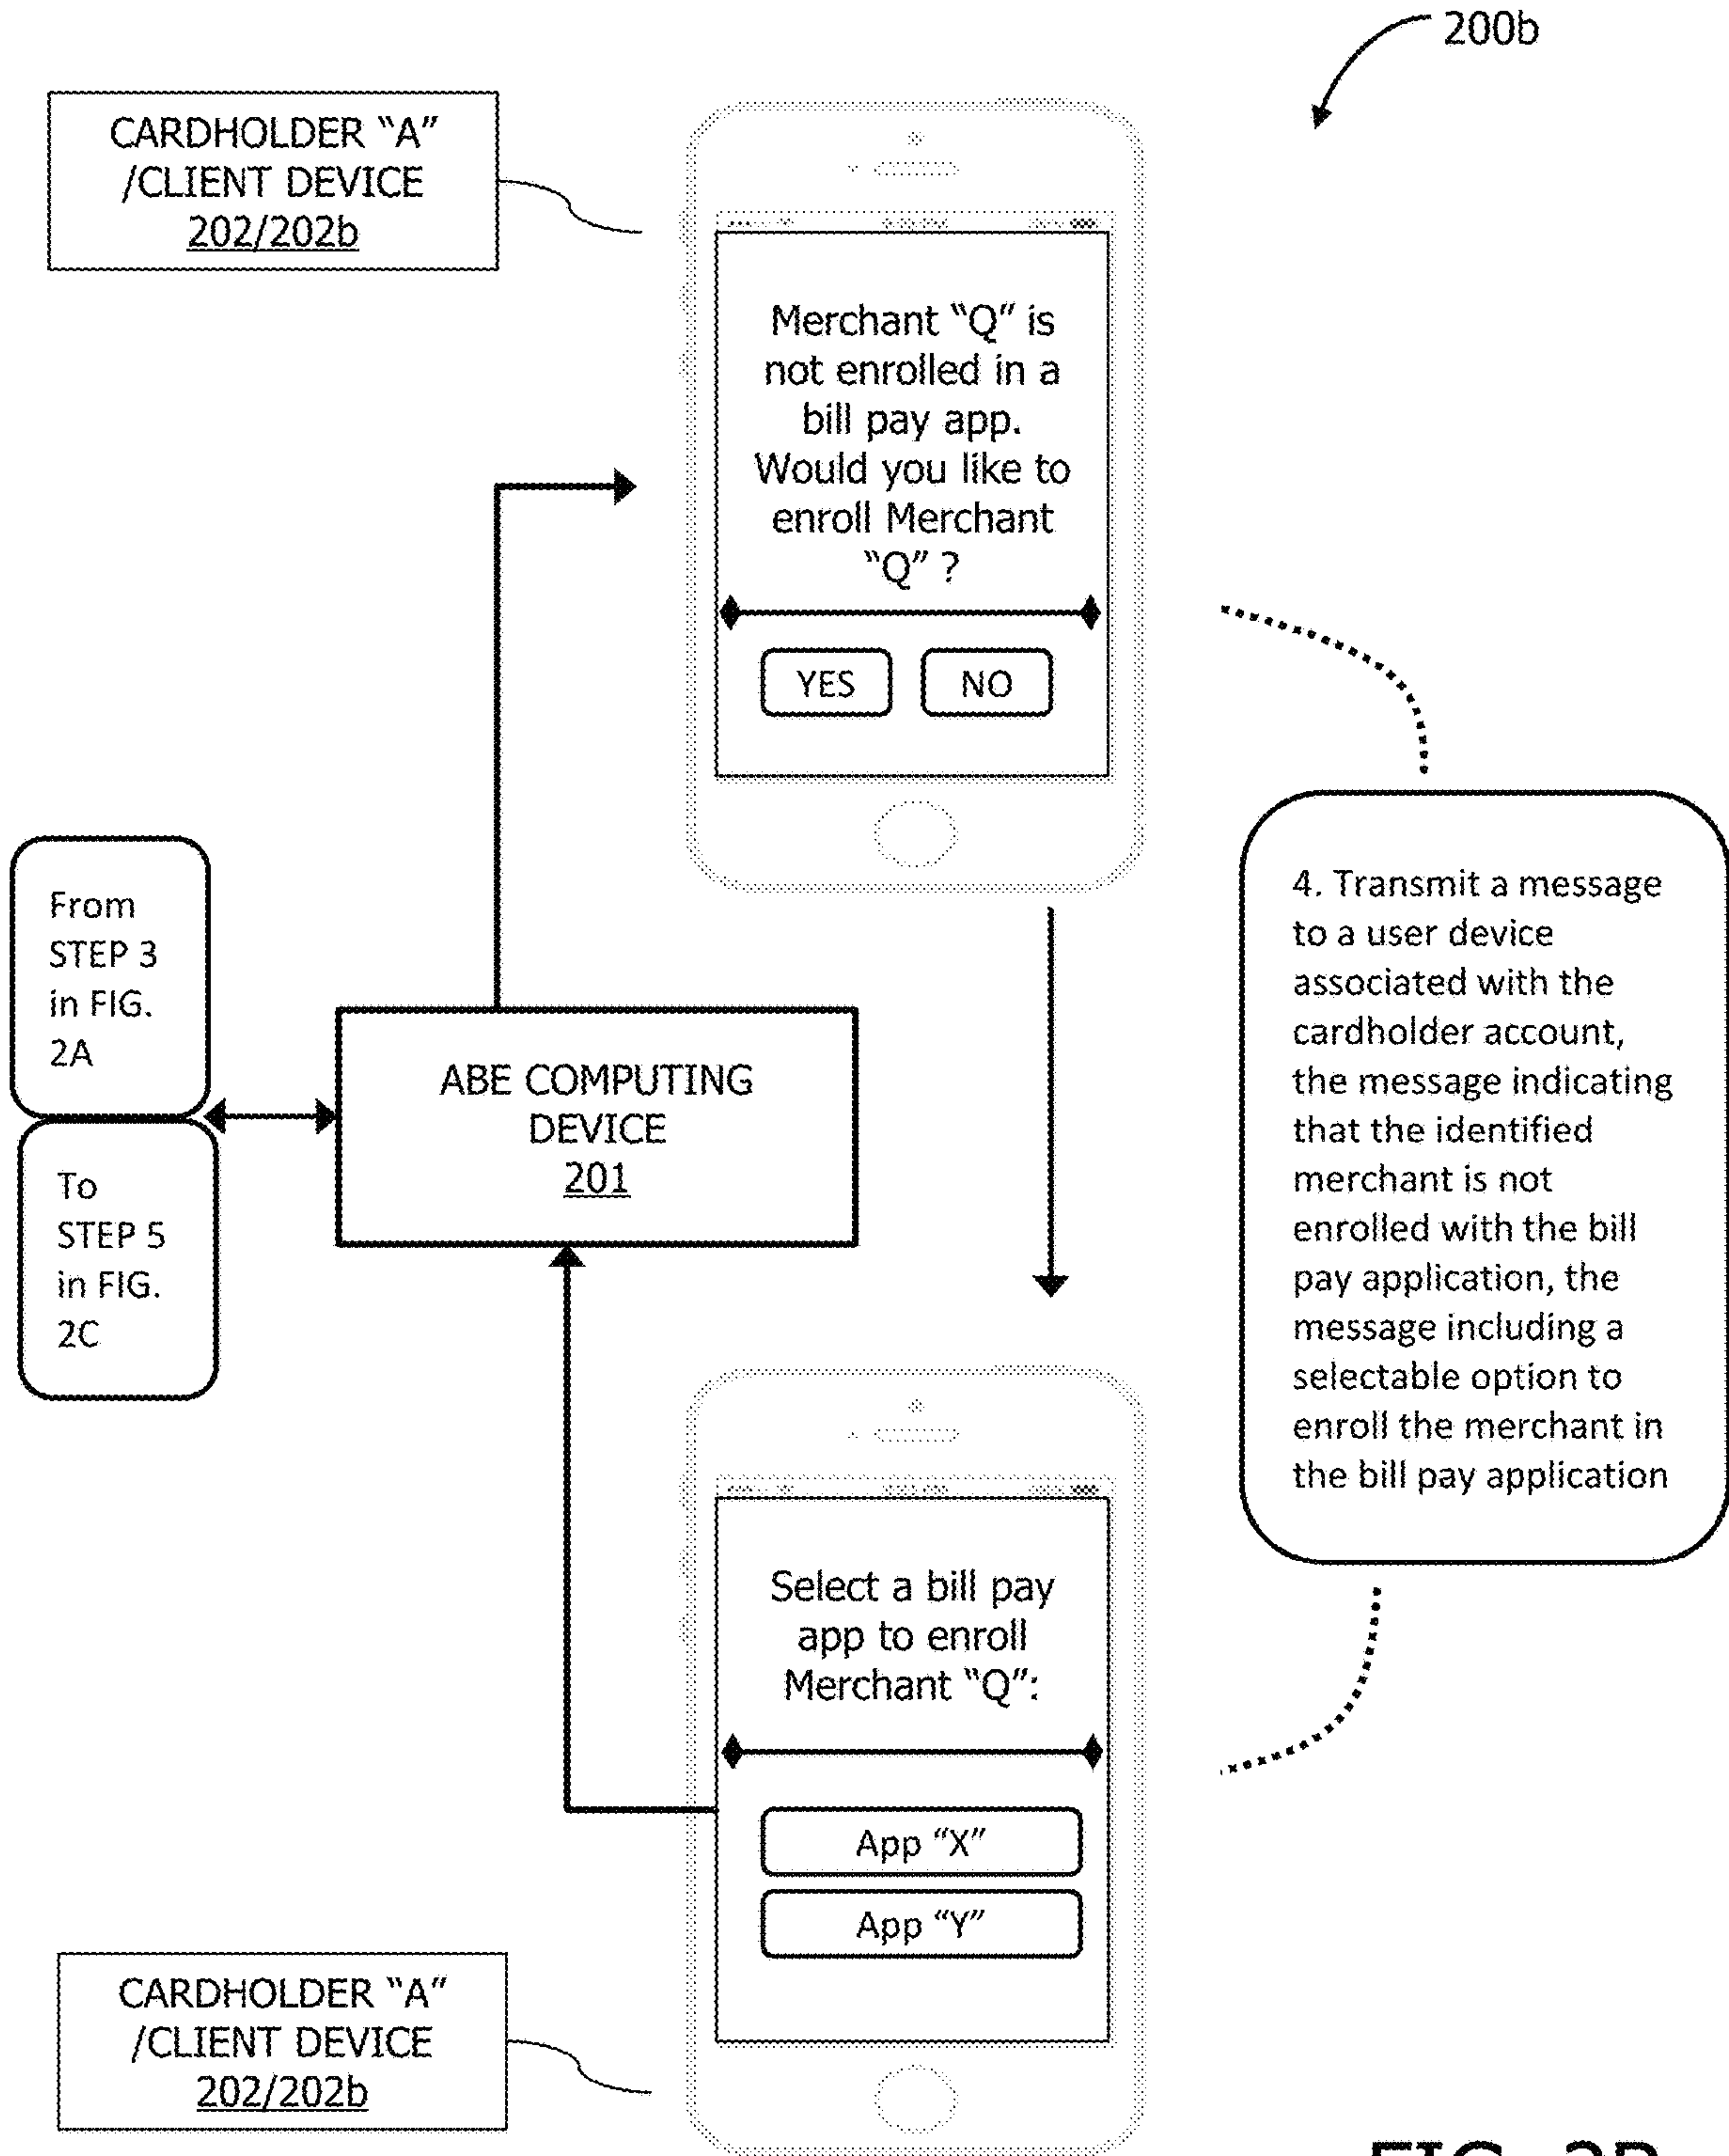 200b
CARDHOLDER “A”
/CLIENT DEVICE
202/202b
Merchant “Q” is
not enrolled in a
bill pay app.
Would you like to
enroll Merchant
“Q” ?
YES
NO
From
STEP 3
in FIG.
2A
To
STEP 5
in FIG.
2C
ABE COMPUTING
DEVICE
201
4. Transmit a message
to a user device
associated with the
cardholder account,
the message indicating
that the identified
merchant is not
enrolled with the bill
pay application, the
message including a
selectable option to
enroll the merchant in
the bill pay application
Select a bill pay
app to enroll
Merchant “Q”:
App “X”
App “Y”
CARDHOLDER “A”
/CLIENT DEVICE
202/202b